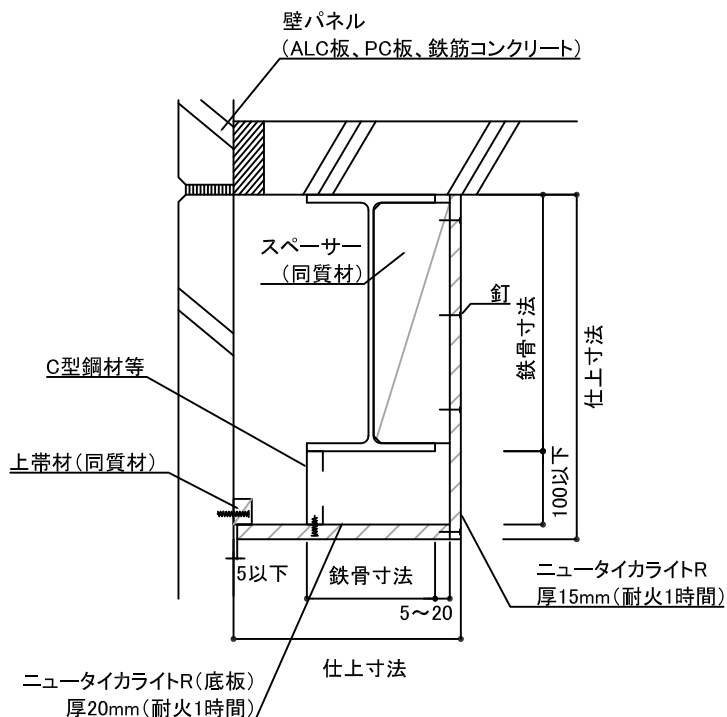 壁パネル
(ALC板、PC板、鉄筋コンクリート)
スペーサー
(同質材)
釘
鉄骨寸法
仕上寸法
C型鋼材等
上帯材(同質材)
100以下
5以下
鉄骨寸法
5〜20
ニュータイカライトR
厚15mm(耐火1時間)
仕上寸法
ニュータイカライトR(底板)
厚20mm(耐火1時間)